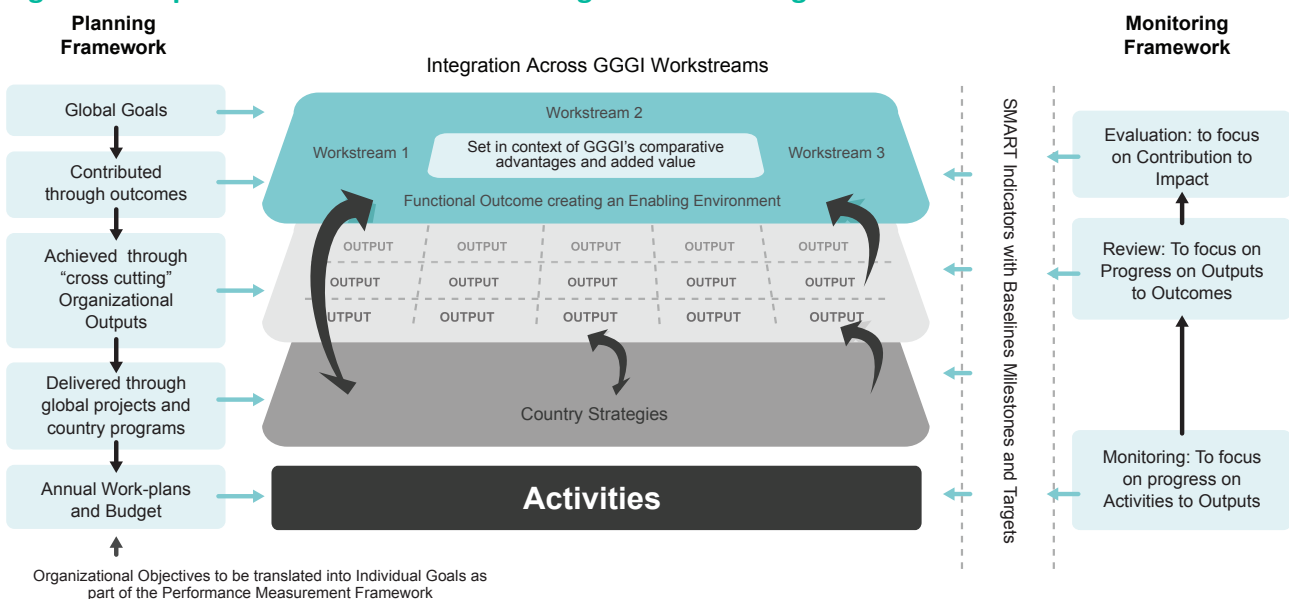 Planning
Framework
Global Goals
Contributed
through outcomes
Achieved through
“cross cutting”
Organizational
Outputs
Delivered through
global projects and
country programs
Annual Work-plans
and Budget
Organizational Objectives to be translated into Individual Goals as
part of the Performance Measurement Framework
Integration Across GGGI Workstreams
Workstream 2
Workstream 1
Set in context of GGGI's comparative
advantages and added value
Workstream 3
Functional Outcome creating an Enabling Environment
OUTPUT OUTPUT OUTPUT OUTPUT OUTPUT
OUTPUT OUTPUT OUTPUT OUTPUT OUTPUT
UTPUT OUTPUT OUTPUT OUTPUT OUTPUT
Country Strategies
Activities
SMART Indicators with Baselines Milestones and Targets
Monitoring
Framework
Evaluation: to focus
on Contribution to
Impact
Review: To focus on
Progress on Outputs
to Outcomes
Monitoring: To focus
on progress on
Activities to Outputs